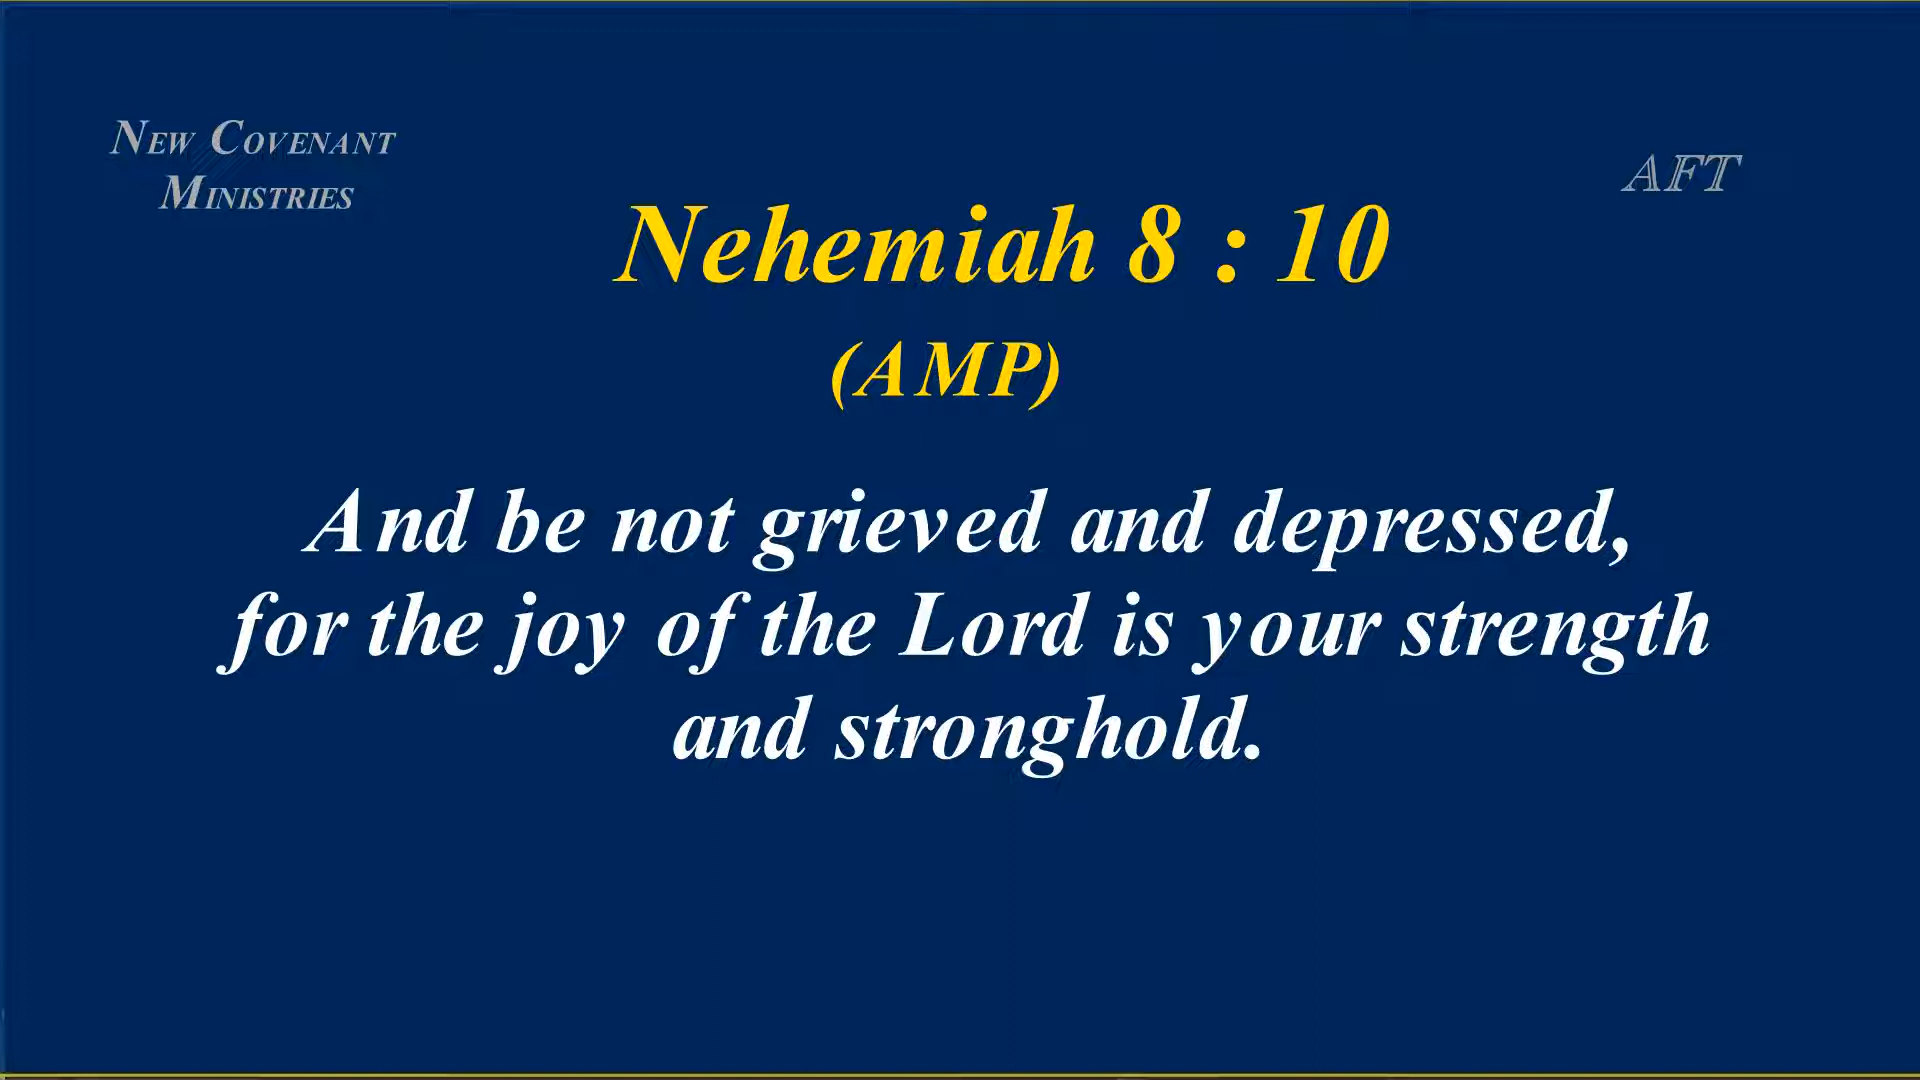 NEW COVENANT
MINISTRIES
AFT
Nehemiah 8 : 10
(AMP)
And be not grieved and depressed,
for the joy of the Lord is your strength
and stronghold.